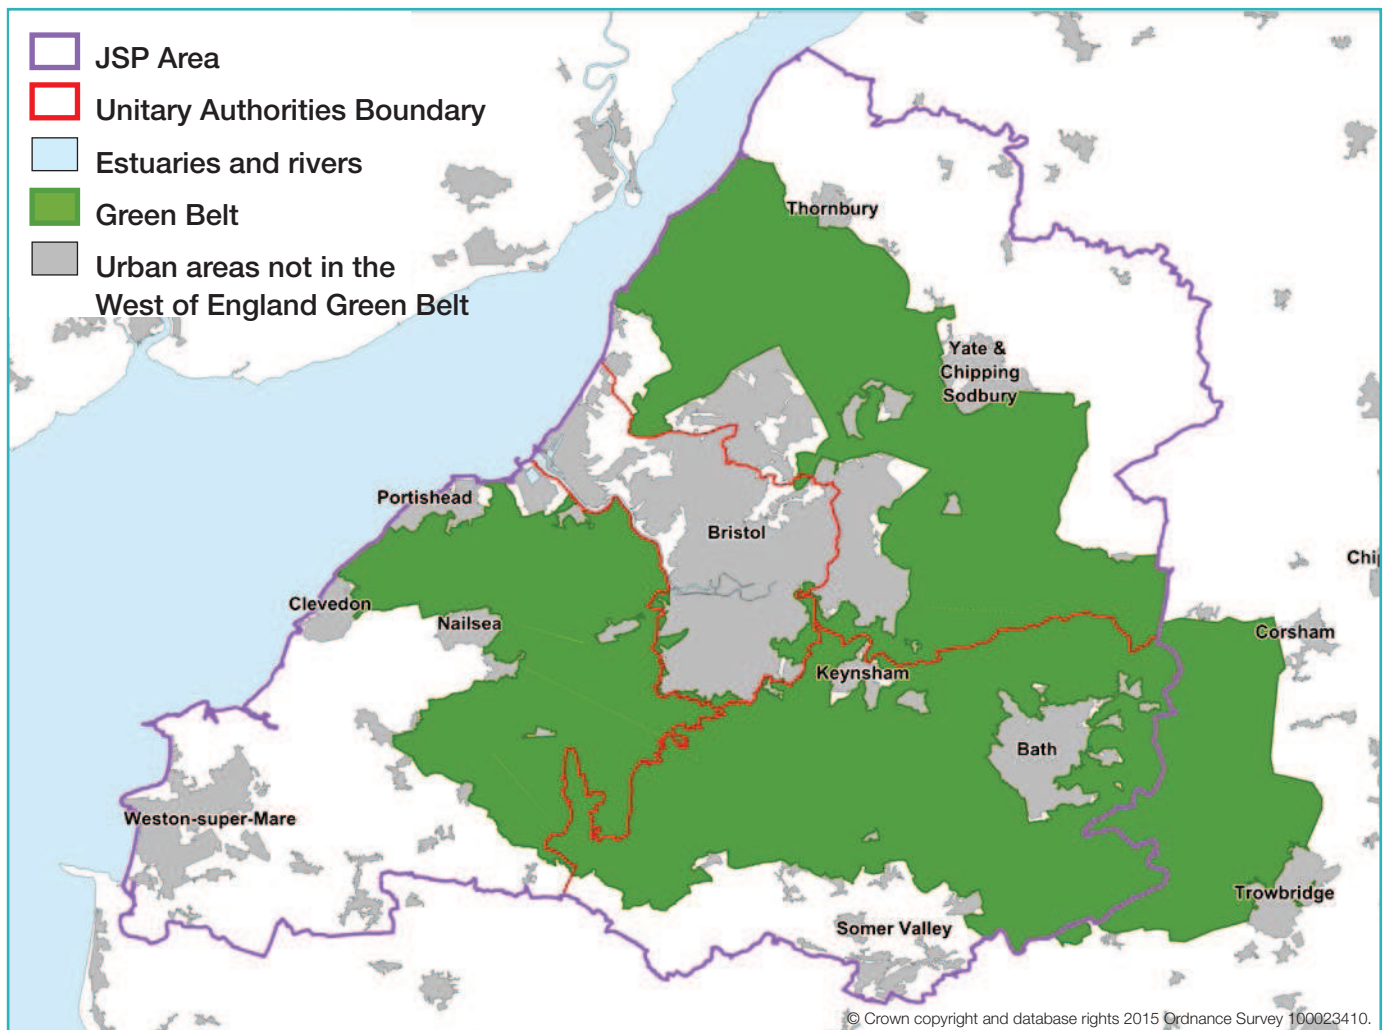 JSP Area
Unitary Authorities Boundary
Estuaries and rivers
Green Belt
Urban areas not in the
West of England Green Belt
Thornbury
Yate &
Chipping
Sodbury
Portishead
Bristol
Chi
Clevedon
Nailsea
Corsham
Keynsham
Bath
Weston-super-Mare
Trowbridge
Somer Valley
© Crown copyright and database rights 2015 Ordnance Survey 100023410.